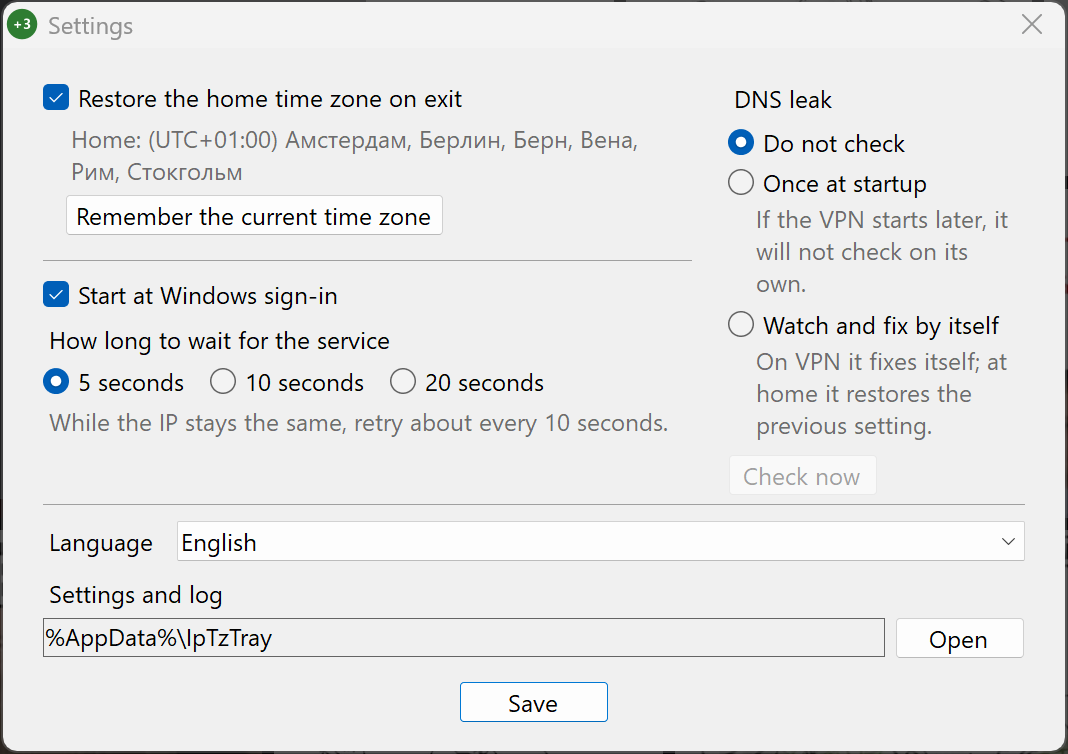 +3 Settings
Restore the home time zone on exit
Home: (UTC+01:00) Амстердам, Берлин, Берн, Вена,
Рим, Стокгольм
Remember the current time zone
Start at Windows sign-in
How long to wait for the service
5 seconds 10 seconds 20 seconds
While the IP stays the same, retry about every 10 seconds.
DNS leak
Do not check
Once at startup
If the VPN starts later, it
will not check on its
own.
Watch and fix by itself
On VPN it fixes itself; at
home it restores the
previous setting.
Check now
Language English
Settings and log
%AppData%\IpTzTray Open
Save